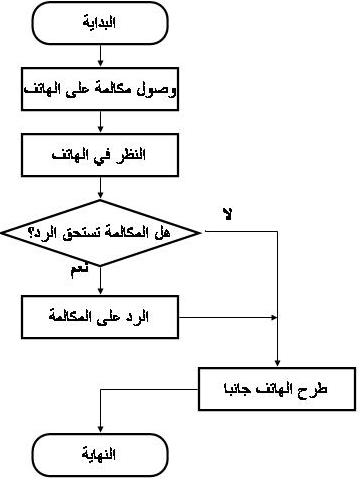 البداية
وصول مكالمة على الهاتف
النظر في الهاتف
هل المكالمة تستحق الرد؟
لا
نعم
الرد على المكالمة
طرح الهاتف جانبا
النهاية